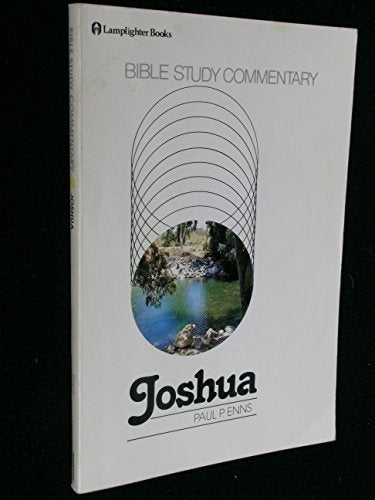 Lamplighter Books
BIBLE STUDY COMMENTARY
Joshua
PAUL P. ENNS
BIBLE STUDY COMMENTARY
JOSHUA